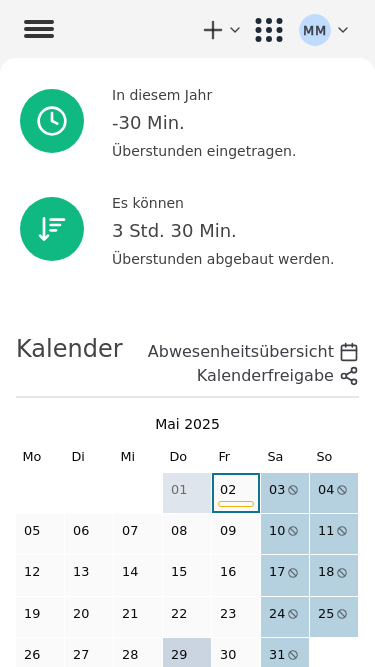 MM
In diesem Jahr
-30 Min.
Überstunden eingetragen.
Es können
3 Std. 30 Min.
Überstunden abgebaut werden.
Kalender
Abwesenheitsübersicht
Kalenderfreigabe
Mai 2025
Mo Di Mi Do Fr Sa So
01 02 03 04
05 06 07 08 09 10 11
12 13 14 15 16 17 18
19 20 21 22 23 24 25
26 27 28 29 30 31